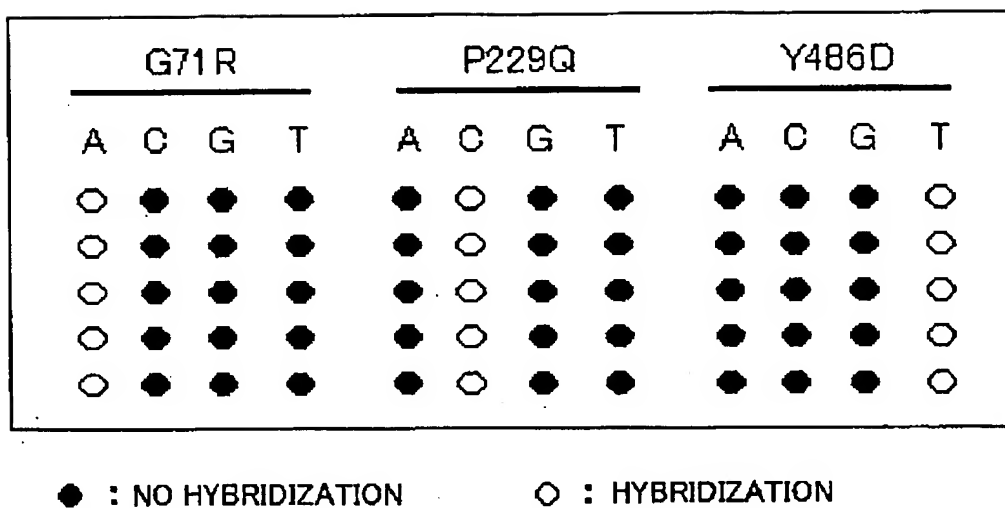 G71R P229Q Y486D
A C G T A C G T A C G T
: NO HYBRIDIZATION : HYBRIDIZATION